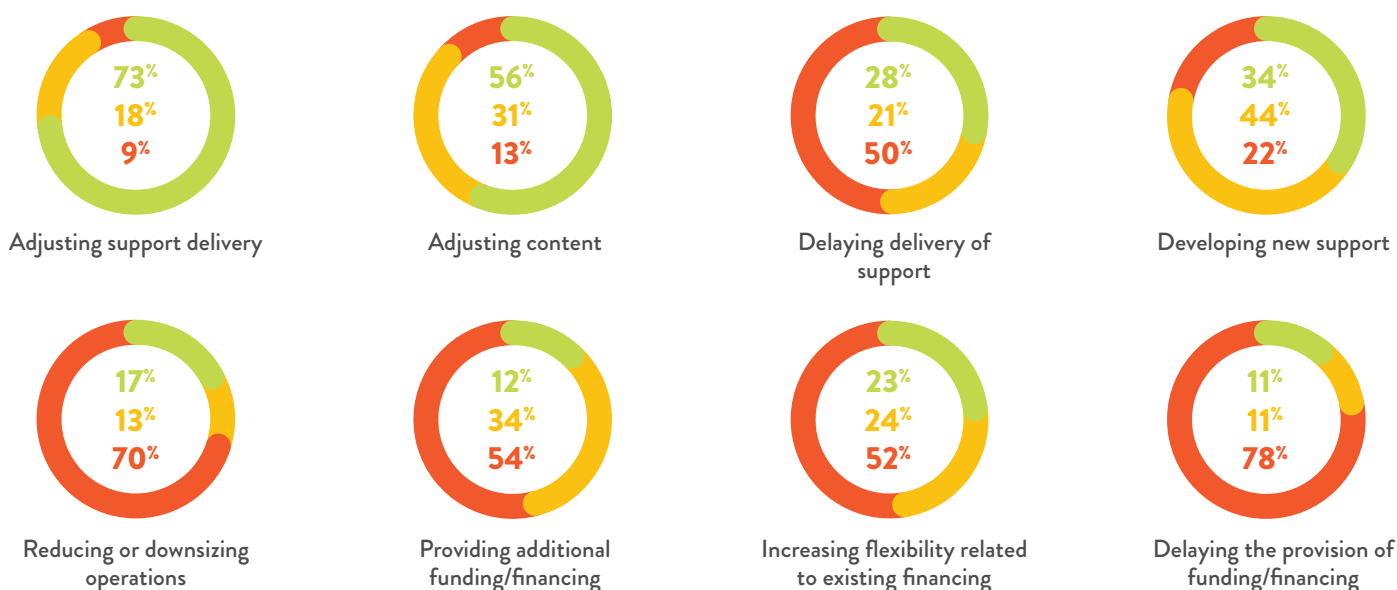 73%
18%
9%
Adjusting support delivery
56%
31%
13%
Adjusting content
28%
21%
50%
Delaying delivery of
support
34%
44%
22%
Developing new support
17%
13%
70%
Reducing or downsizing
operations
12%
34%
54%
Providing additional
funding/financing
23%
24%
52%
Increasing flexibility related
to existing financing
11%
11%
78%
Delaying the provision of
funding/financing